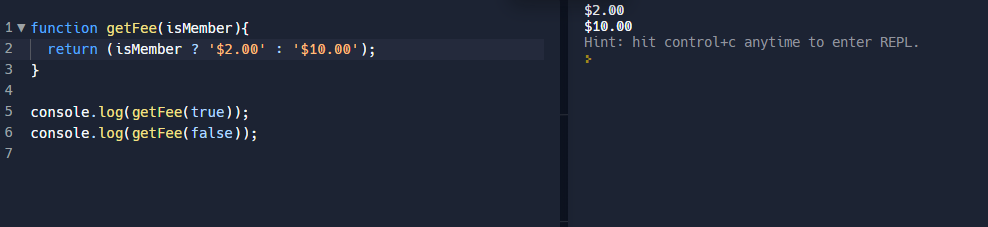 1 ▼ function getFee(isMember){
2 return (isMember ? '$2.00' : '$10.00');
3 }
4
5 console.log(getFee(true));
6 console.log(getFee(false));
7
$2.00
$10.00
Hint: hit control+c anytime to enter REPL.
>